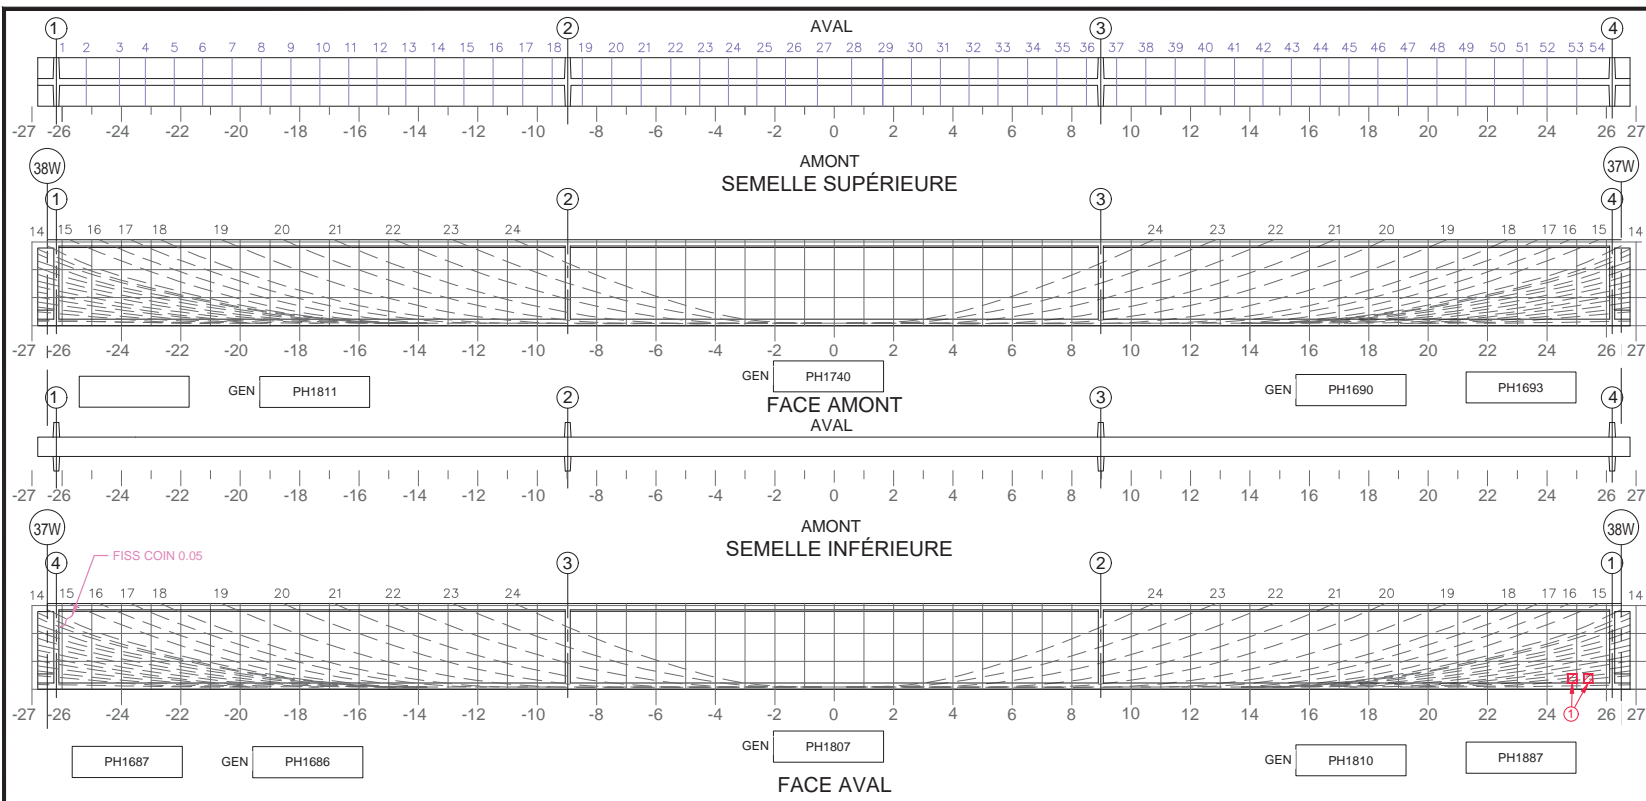 1 2 AVAL 3 4
1 2 3 4 5 6 7 8 9 10 11 12 13 14 15 16 17 18 19 20 21 22 23 24 25 26 27 28 29 30 31 32 33 34 35 36 37 38 39 40 41 42 43 44 45 46 47 48 49 50 51 52 53 54
-27 -26 -24 -22 -20 -18 -16 -14 -12 -10 -8 -6 -4 -2 0 2 4 6 8 10 12 14 16 18 20 22 24 26 27
38W AMONT 37W
SEMELLE SUPÉRIEURE
1 2 3 4
14 15 16 17 18 19 20 21 22 23 24 24 23 22 21 20 19 18 17 16 15 14
-27 -26 -24 -22 -20 -18 -16 -14 -12 -10 -8 -6 -4 -2 0 2 4 6 8 10 12 14 16 18 20 22 24 26 27
GEN PH1811 GEN PH1740 GEN PH1690 PH1693
1 2 FACE AMONT 3 4
AVAL
-27 -26 -24 -22 -20 -18 -16 -14 -12 -10 -8 -6 -4 -2 0 2 4 6 8 10 12 14 16 18 20 22 24 26 27
37W AMONT 38W
SEMELLE INFÉRIEURE
FISS COIN 0.05
4 3 2 1
14 15 16 17 18 19 20 21 22 23 24 24 23 22 21 20 19 18 17 16 15 14
-27 -26 -24 -22 -20 -18 -16 -14 -12 -10 -8 -6 -4 -2 0 2 4 6 8 10 12 14 16 18 20 22 24 1 26 27
PH1687 GEN PH1686 GEN PH1807 GEN PH1810 PH1887
FACE AVAL